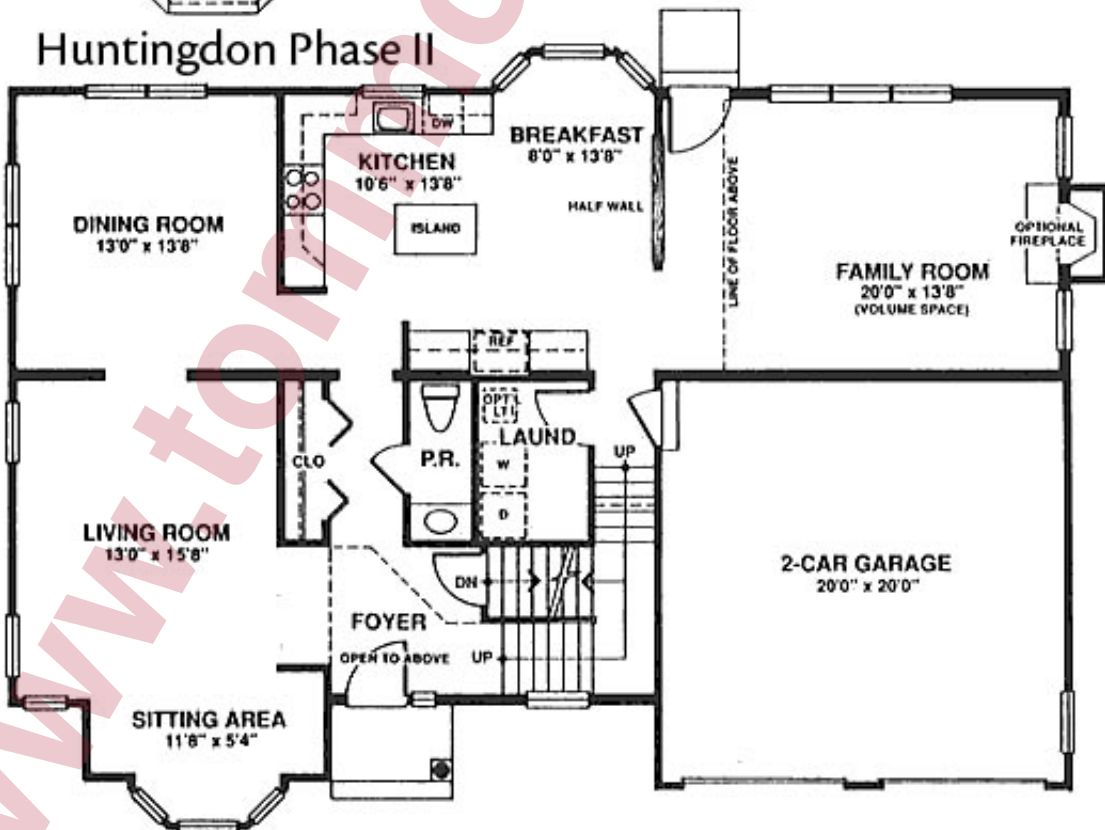 Huntingdon Phase II
DW
BREAKFAST
8'0" x 13'8"
KITCHEN
10'6" x 13'8"
HALF WALL
ISLAND
DINING ROOM
13'0" x 13'8"
LINE OF FLOOR ABOVE
OPTIONAL
FIREPLACE
FAMILY ROOM
20'0" x 13'8"
(VOLUME SPACE)
REF
OPT
LT
LAUND
CLO
P.R.
W
D
UP
LIVING ROOM
13'0" x 15'8"
2-CAR GARAGE
20'0" x 20'0"
DN
FOYER
OPEN TO ABOVE
UP
SITTING AREA
11'8" x 5'4"
www.tommo